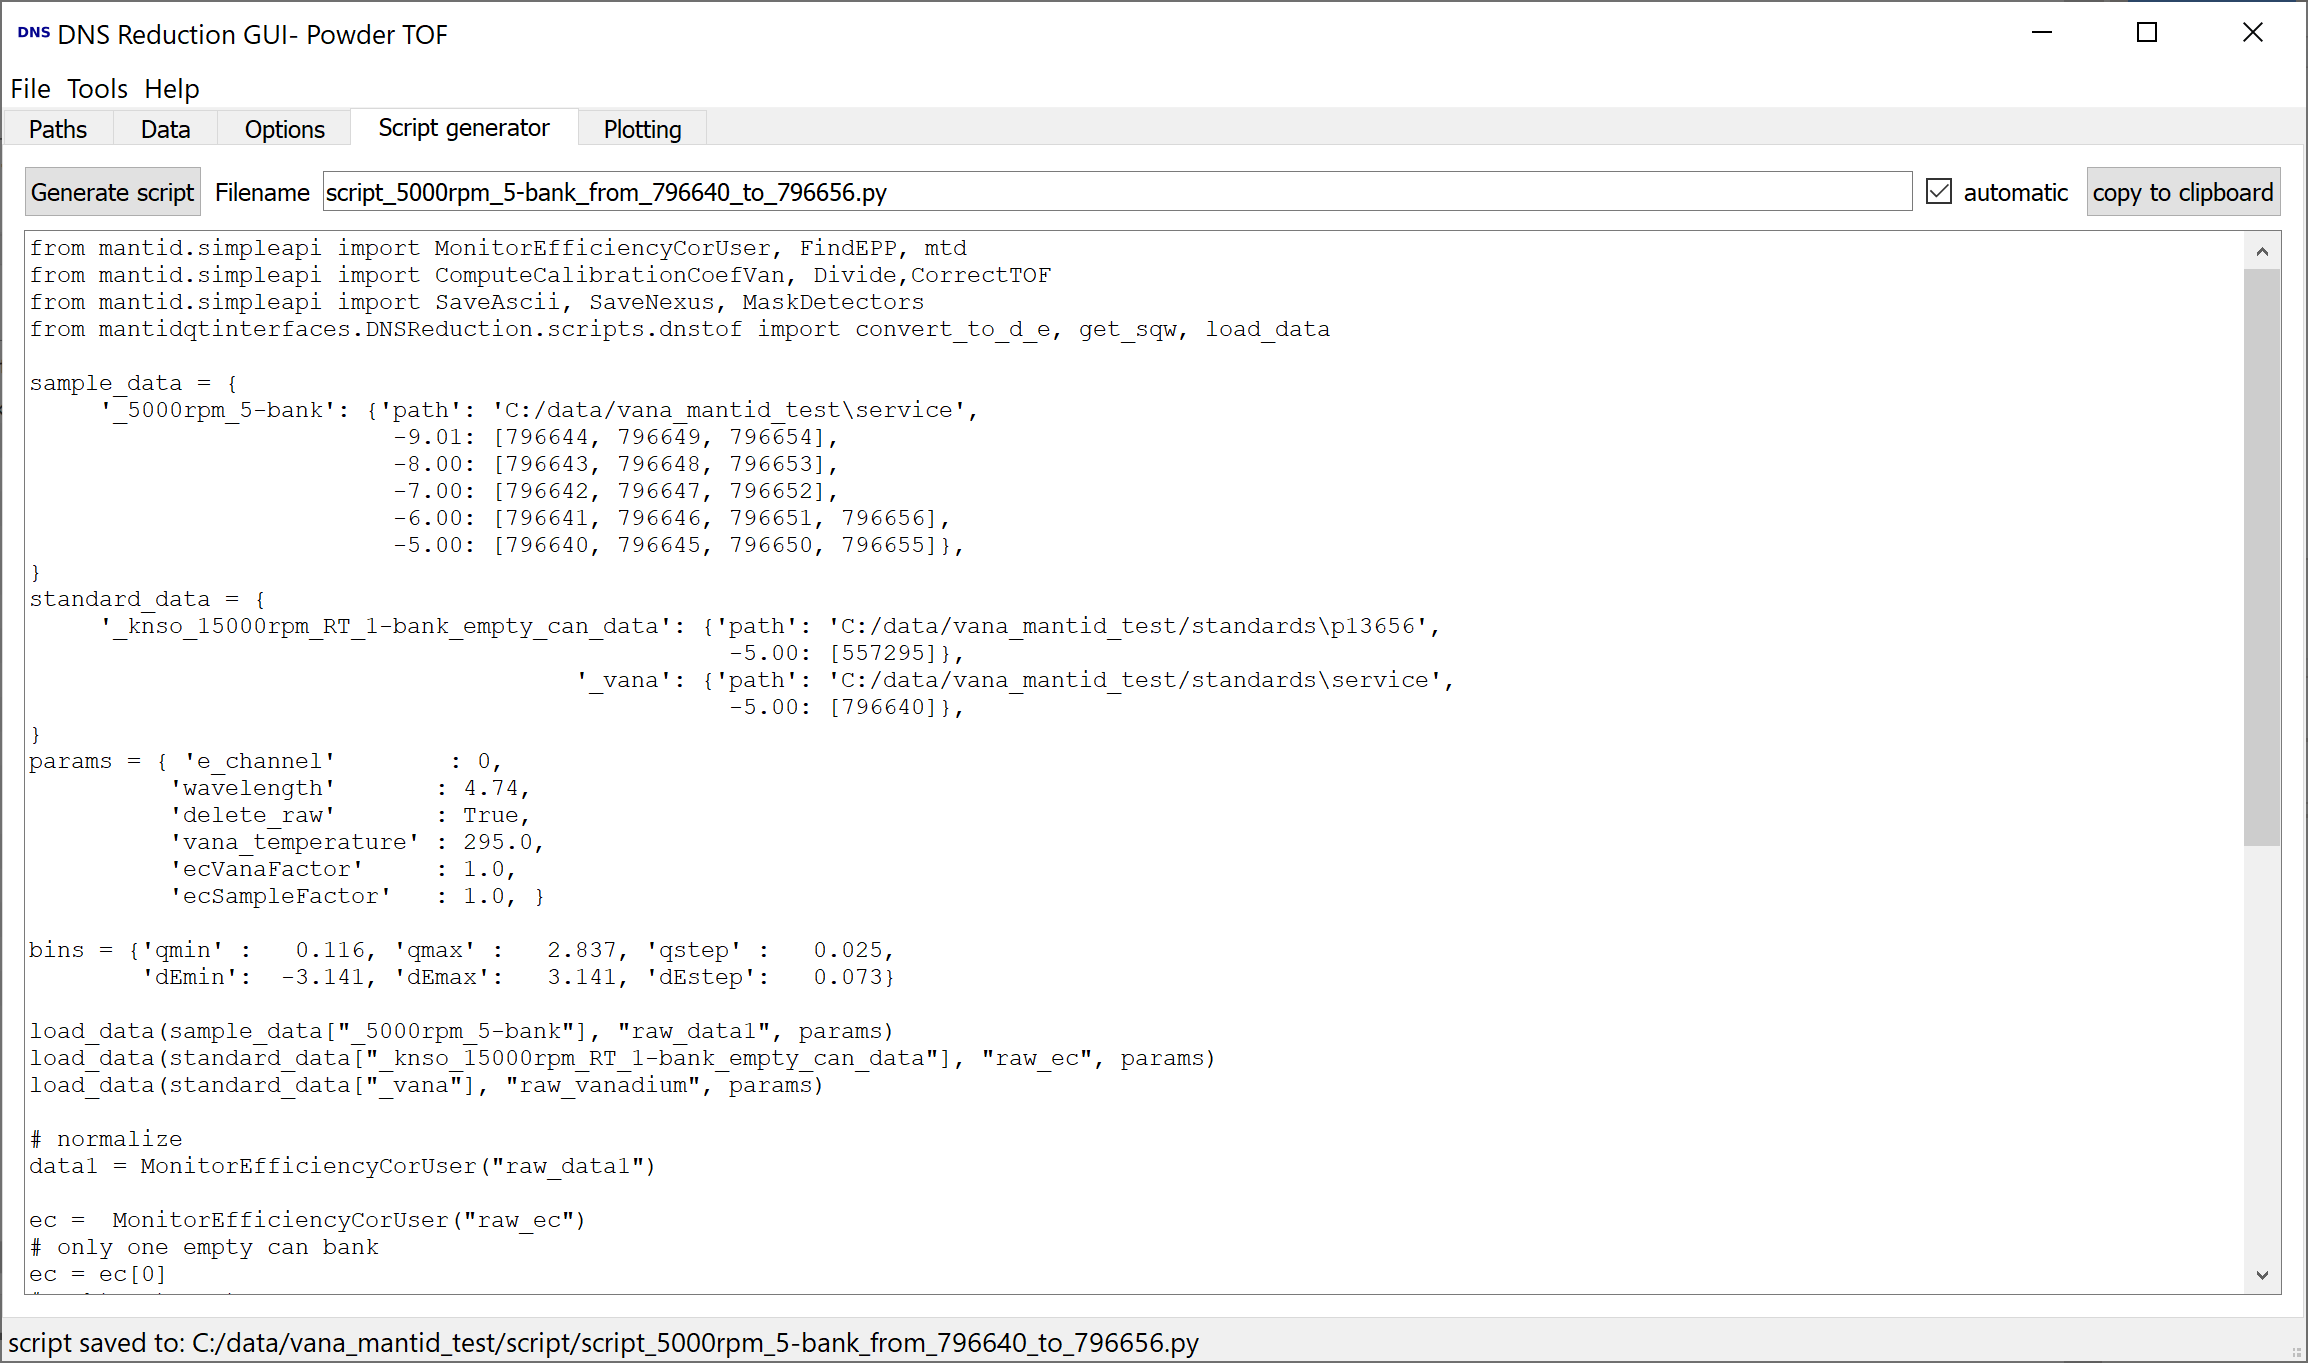 DNS DNS Reduction GUI- Powder TOF
File Tools Help
Paths Data Options Script generator Plotting
Generate script Filename script_5000rpm_5-bank_from_796640_to_796656.py automatic copy to clipboard
from mantid.simpleapi import MonitorEfficiencyCorUser, FindEPP, mtd
from mantid.simpleapi import ComputeCalibrationCoefVan, Divide,CorrectTOF
from mantid.simpleapi import SaveAscii, SaveNexus, MaskDetectors
from mantidqtinterfaces.DNSReduction.scripts.dnstof import convert_to_d_e, get_sqw, load_data
sample_data = {
'_5000rpm_5-bank': {'path': 'C:/data/vana_mantid_test\service',
-9.01: [796644, 796649, 796654],
-8.00: [796643, 796648, 796653],
-7.00: [796642, 796647, 796652],
-6.00: [796641, 796646, 796651, 796656],
-5.00: [796640, 796645, 796650, 796655]},
}
standard_data = {
'_knso_15000rpm_RT_1-bank_empty_can_data': {'path': 'C:/data/vana_mantid_test/standards\p13656',
-5.00: [557295]},
'_vana': {'path': 'C:/data/vana_mantid_test/standards\service',
-5.00: [796640]},
}
params = { 'e_channel' : 0,
'wavelength' : 4.74,
'delete_raw' : True,
'vana_temperature' : 295.0,
'ecVanaFactor' : 1.0,
'ecSampleFactor' : 1.0, }
bins = {'qmin' : 0.116, 'qmax' : 2.837, 'qstep' : 0.025,
'dEmin': -3.141, 'dEmax': 3.141, 'dEstep': 0.073}
load_data(sample_data["_5000rpm_5-bank"], "raw_data1", params)
load_data(standard_data["_knso_15000rpm_RT_1-bank_empty_can_data"], "raw_ec", params)
load_data(standard_data["_vana"], "raw_vanadium", params)
# normalize
data1 = MonitorEfficiencyCorUser("raw_data1")
ec = MonitorEfficiencyCorUser("raw_ec")
# only one empty can bank
ec = ec[0]
script saved to: C:/data/vana_mantid_test/script/script_5000rpm_5-bank_from_796640_to_796656.py